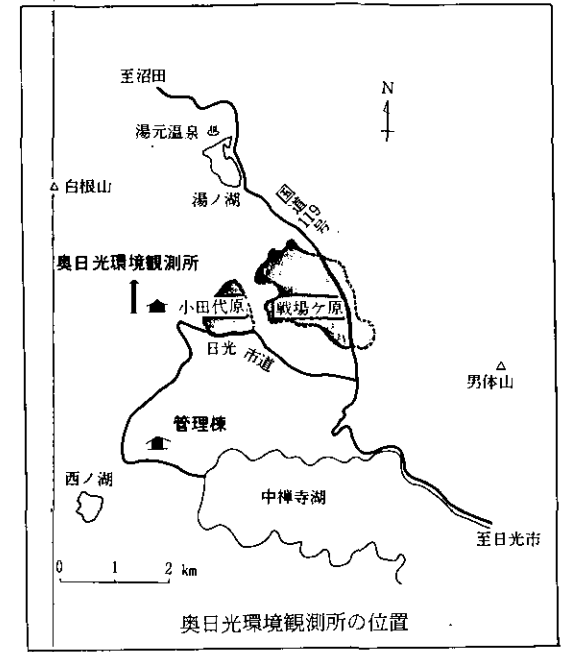 至沼田
N
湯元温泉
白根山
湯ノ湖
国道
119
号
奥日光環境観測所
小田代原
戦場ケ原
日光 市道
男体山
管理棟
西ノ湖
中禅寺湖
至日光市
0 1 2 km
奥日光環境観測所の位置